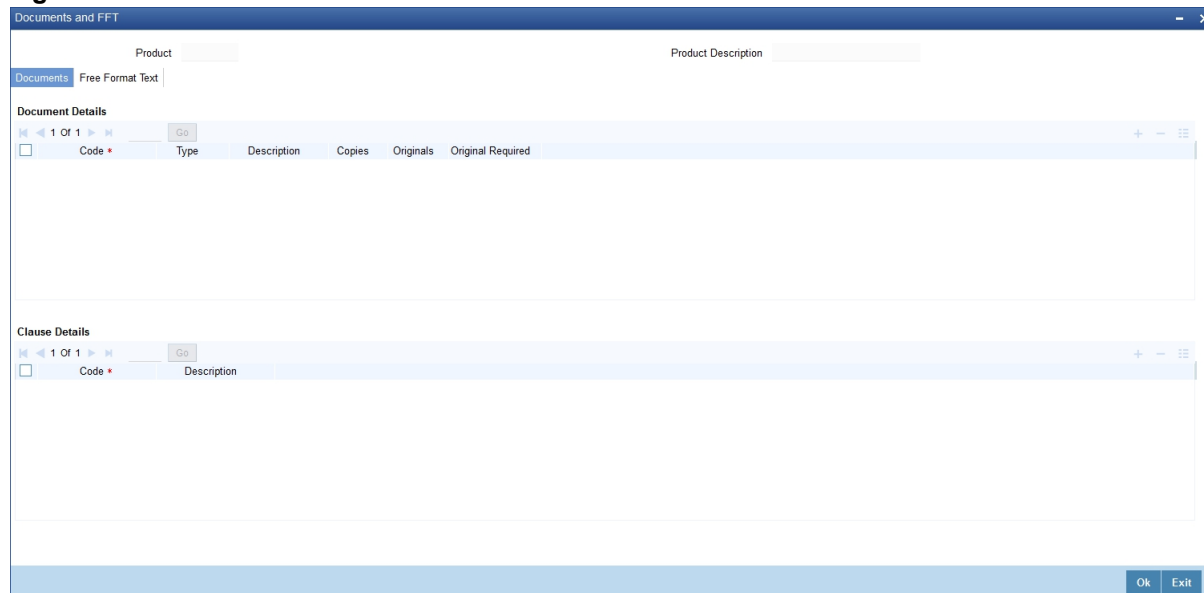 Documents and FFT
Product
Product Description
Documents Free Format Text
Document Details
1 Of 1 Go
Code * Type Description Copies Originals Original Required
Clause Details
1 Of 1 Go
Code * Description
Ok Exit